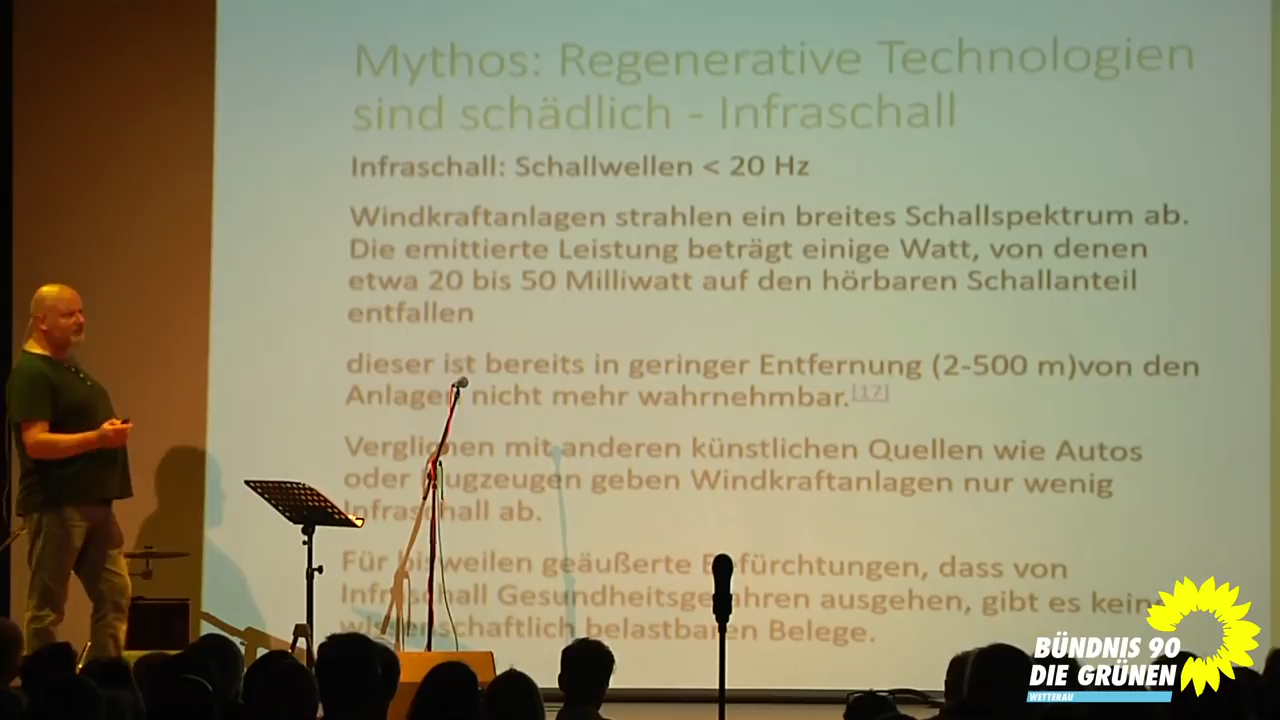 Mythos: Regenerative Technologien
sind schädlich - Infraschall
Infraschall: Schallwellen < 20 Hz
Windkraftanlagen strahlen ein breites Schallspektrum ab.
Die emittierte Leistung beträgt einige Watt, von denen
etwa 20 bis 50 Milliwatt auf den hörbaren Schallanteil
entfallen
dieser ist bereits in geringer Entfernung (2-500 m)von den
Anlagen nicht mehr wahrnehmbar.[17]
Verglichen mit anderen künstlichen Quellen wie Autos
oder Flugzeugen geben Windkraftanlagen nur wenig
Infraschall ab.
Für bisweilen geäußerte Befürchtungen, dass von
Infraschall Gesundheitsgefahren ausgehen, gibt es keine
wissenschaftlich belastbaren Belege.
BÜNDNIS 90
DIE GRÜNEN
WETTERAU